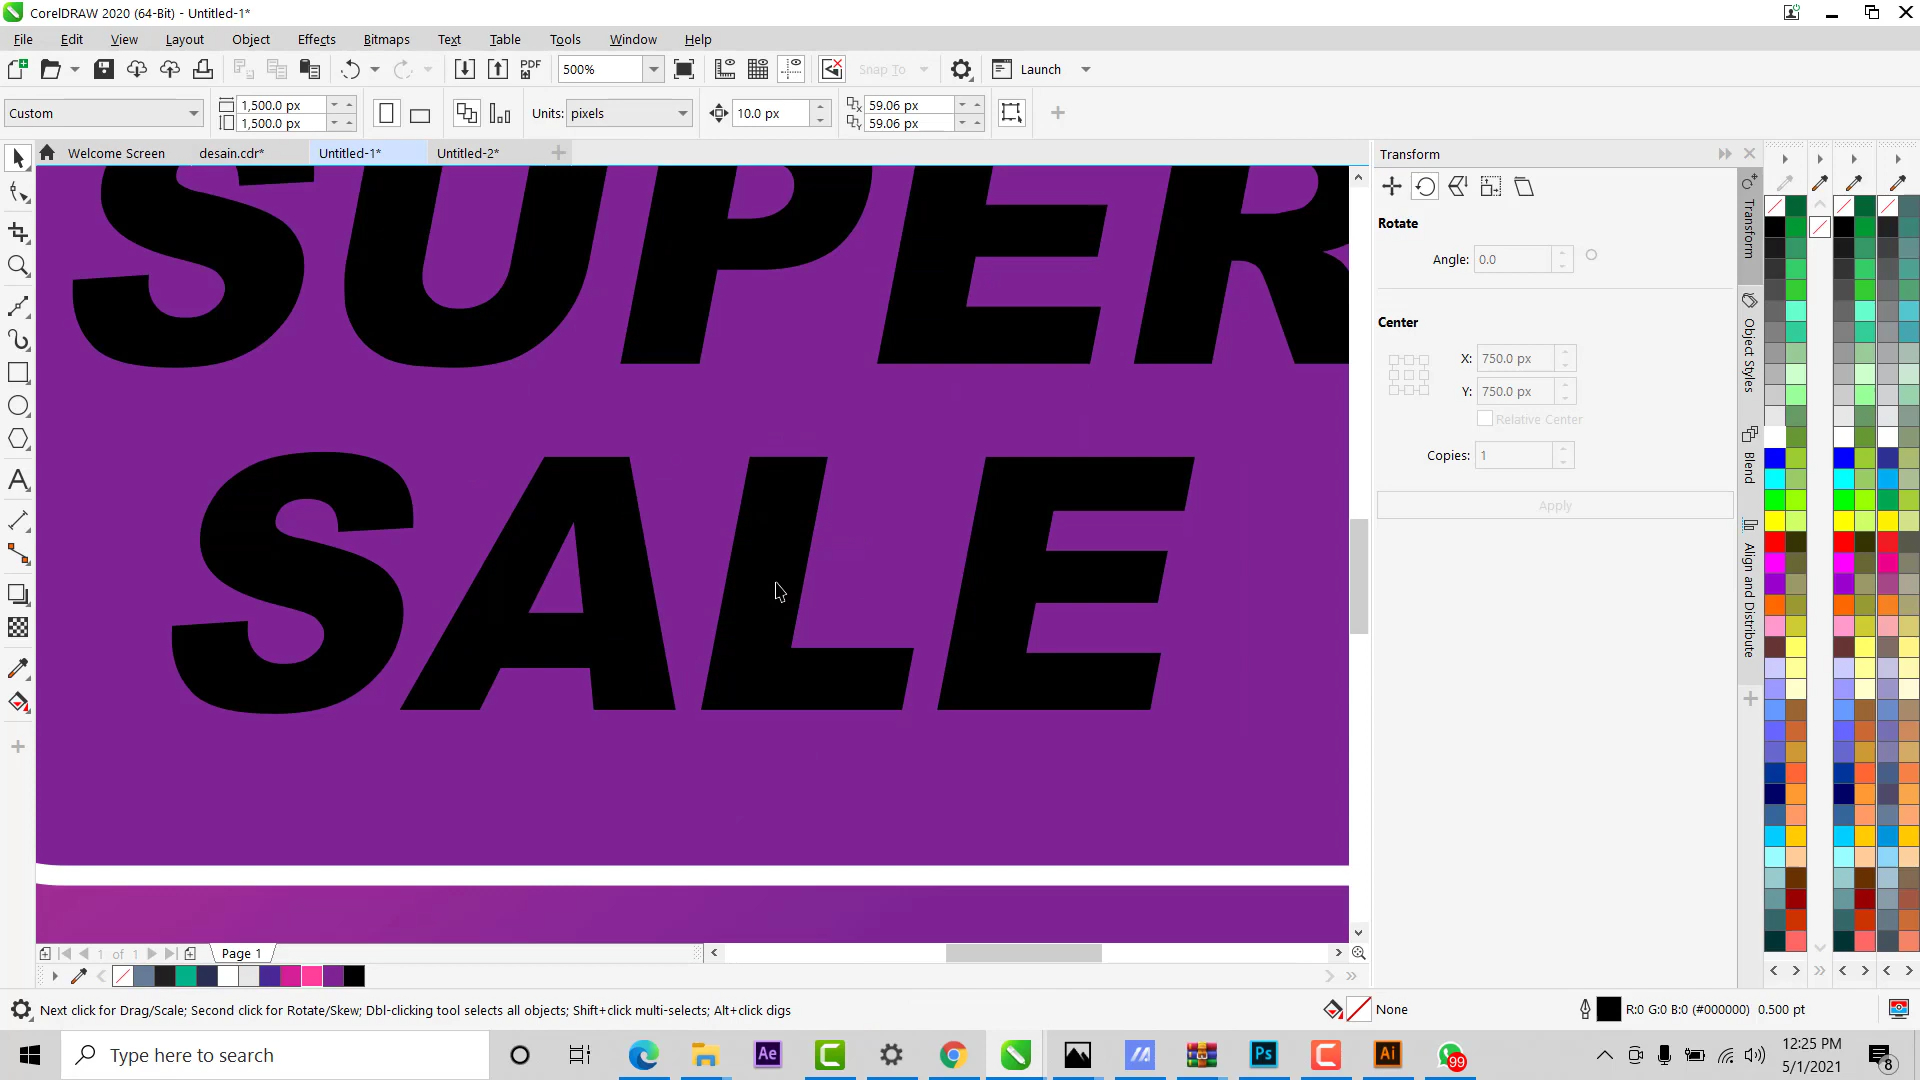 CorelDRAW 2020 (64-Bit) - Untitled-1*
File Edit View Layout Object Effects Bitmaps Text Table Tools Window Help
PDF 500% Snap To Launch
Custom 1,500.0 px 1,500.0 px Units: pixels 10.0 px 59.06 px 59.06 px
Welcome Screen desain.cdr* Untitled-1* Untitled-2*
SUPER
SALE
Transform
Rotate
Angle: 0.0
Center
X: 750.0 px
Y: 750.0 px
Relative Center
Copies: 1
Apply
Transform
Object Styles
Blend
Align and Distribute
1 of 1 Page 1
Next click for Drag/Scale; Second click for Rotate/Skew; Dbl-clicking tool selects all objects; Shift+click multi-selects; Alt+click digs
None
R:0 G:0 B:0 (#000000) 0.500 pt
Type here to search
Ae
Ps
Ai
99
12:25 PM
5/1/2021
8